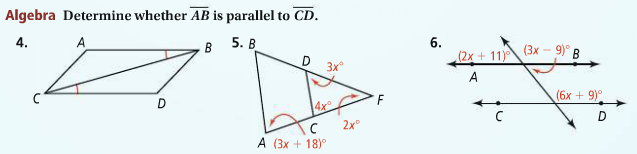 Algebra Determine whether AB is parallel to CD.
4. A B C D
5. B D 3x° F 4x° C 2x° A (3x + 18)°
6. (2x + 11)° (3x − 9)° B A (6x + 9)° C D